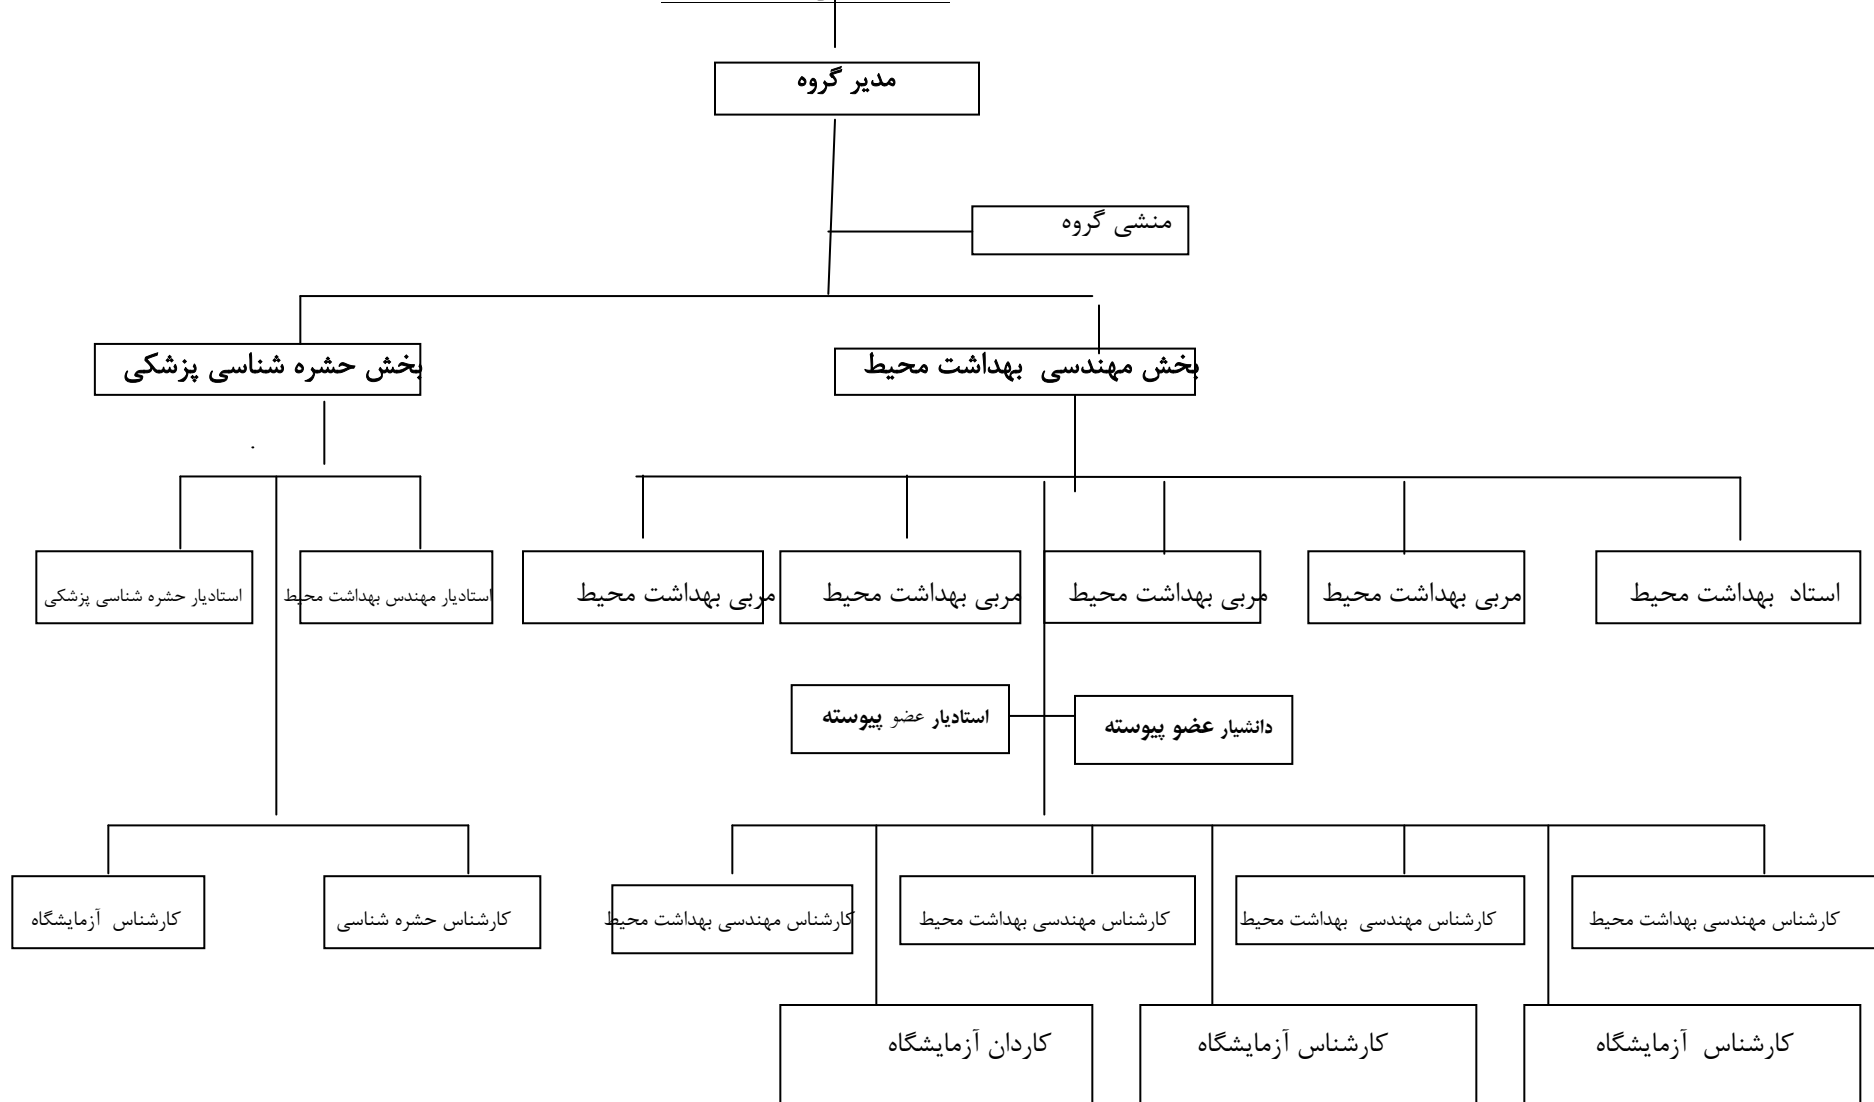 مدیر گروه
منشی گروه
بخش مهندسی بهداشت محیط
بخش حشره شناسی پزشکی
استاد بهداشت محیط
مربی بهداشت محیط
مربی بهداشت محیط
مربی بهداشت محیط
مربی بهداشت محیط
استادیار مهندس بهداشت محیط
استادیار حشره شناسی پزشکی
دانشیار عضو پیوسته
استادیار عضو پیوسته
کارشناس مهندسی بهداشت محیط
کارشناس مهندسی بهداشت محیط
کارشناس مهندسی بهداشت محیط
کارشناس مهندسی بهداشت محیط
کارشناس حشره شناسی
کارشناس آزمایشگاه
کارشناس آزمایشگاه
کارشناس آزمایشگاه
کاردان آزمایشگاه